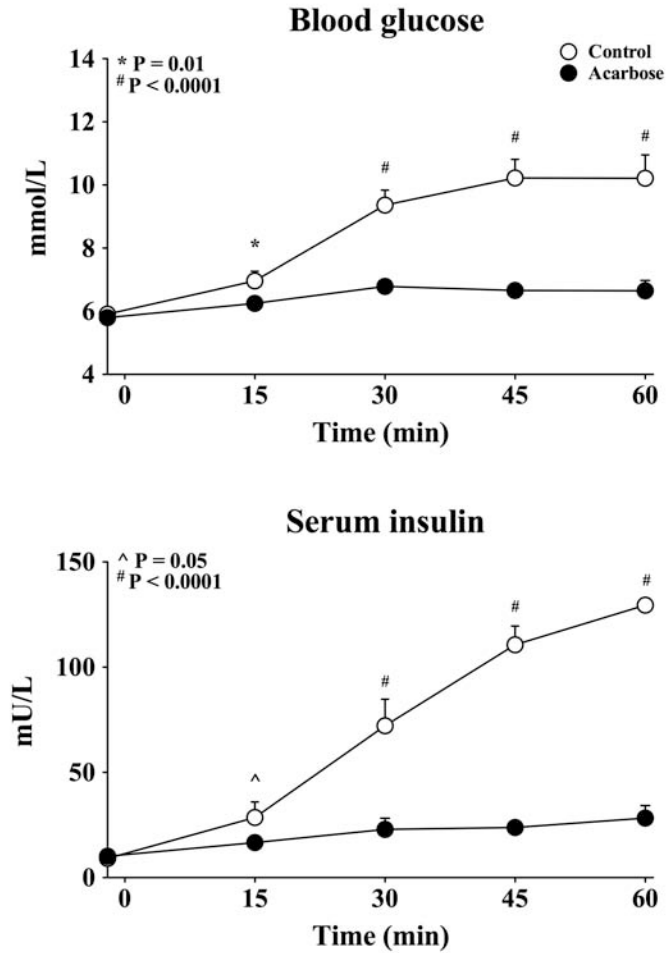 Blood glucose
* P = 0.01
# P < 0.0001
Control
Acarbose
14
12
10
8
6
4
mmol/L
0 15 30 45 60
Time (min)
*
#
#
#
Serum insulin
^ P = 0.05
# P < 0.0001
150
100
50
0
mU/L
^
#
#
#
0 15 30 45 60
Time (min)